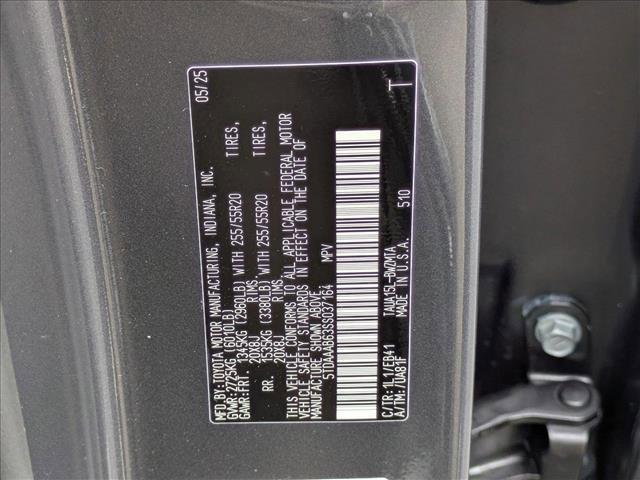 MFD.BY:TOYOTA MOTOR MANUFACTURING, INDIANA, INC. 05/25
GVWR:2725KG (6010LB)
GAWR:FRT. 1345KG (2960LB) WITH 255/55R20 TIRES,
20X8J RIMS,
RR. 1535KG (3380LB) WITH 255/55R20 TIRES,
20X8J RIMS
THIS VEHICLE CONFORMS TO ALL APPLICABLE FEDERAL MOTOR
VEHICLE SAFETY STANDARDS IN EFFECT ON THE DATE OF
MANUFACTURE SHOWN ABOVE.
5TDAAAB63SS037164 MPV
C/TR:1L7/EB41 TAUA15L-BWZMTA 510 T
A/TM:/UA81F MADE IN U.S.A.